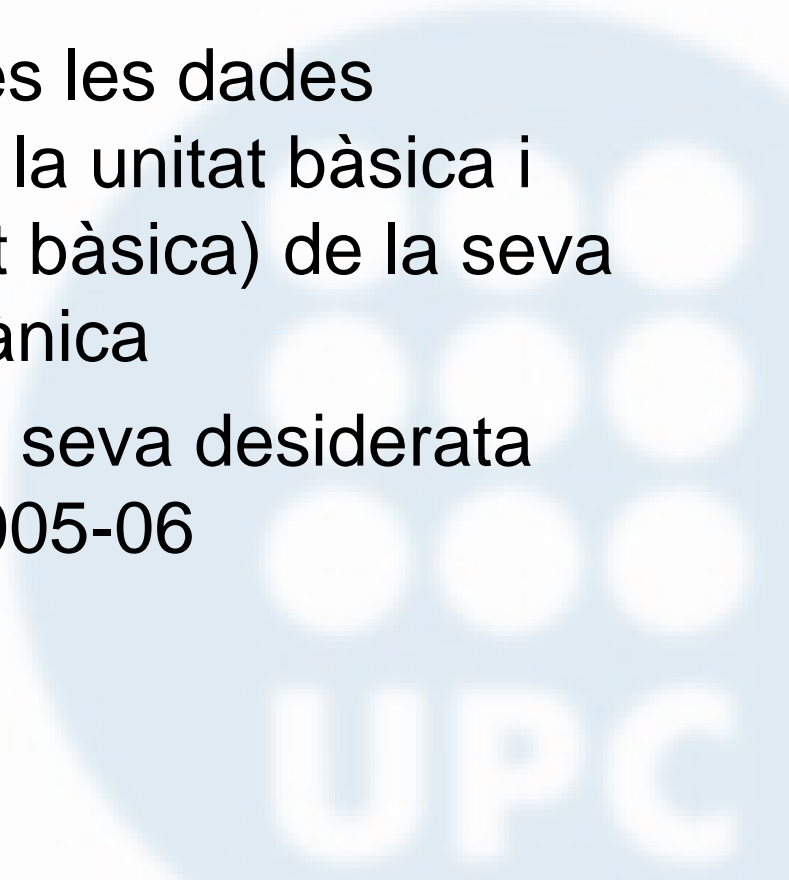 es les dades
la unitat bàsica i
t bàsica) de la seva
ànica
seva desiderata
005-06
UPC